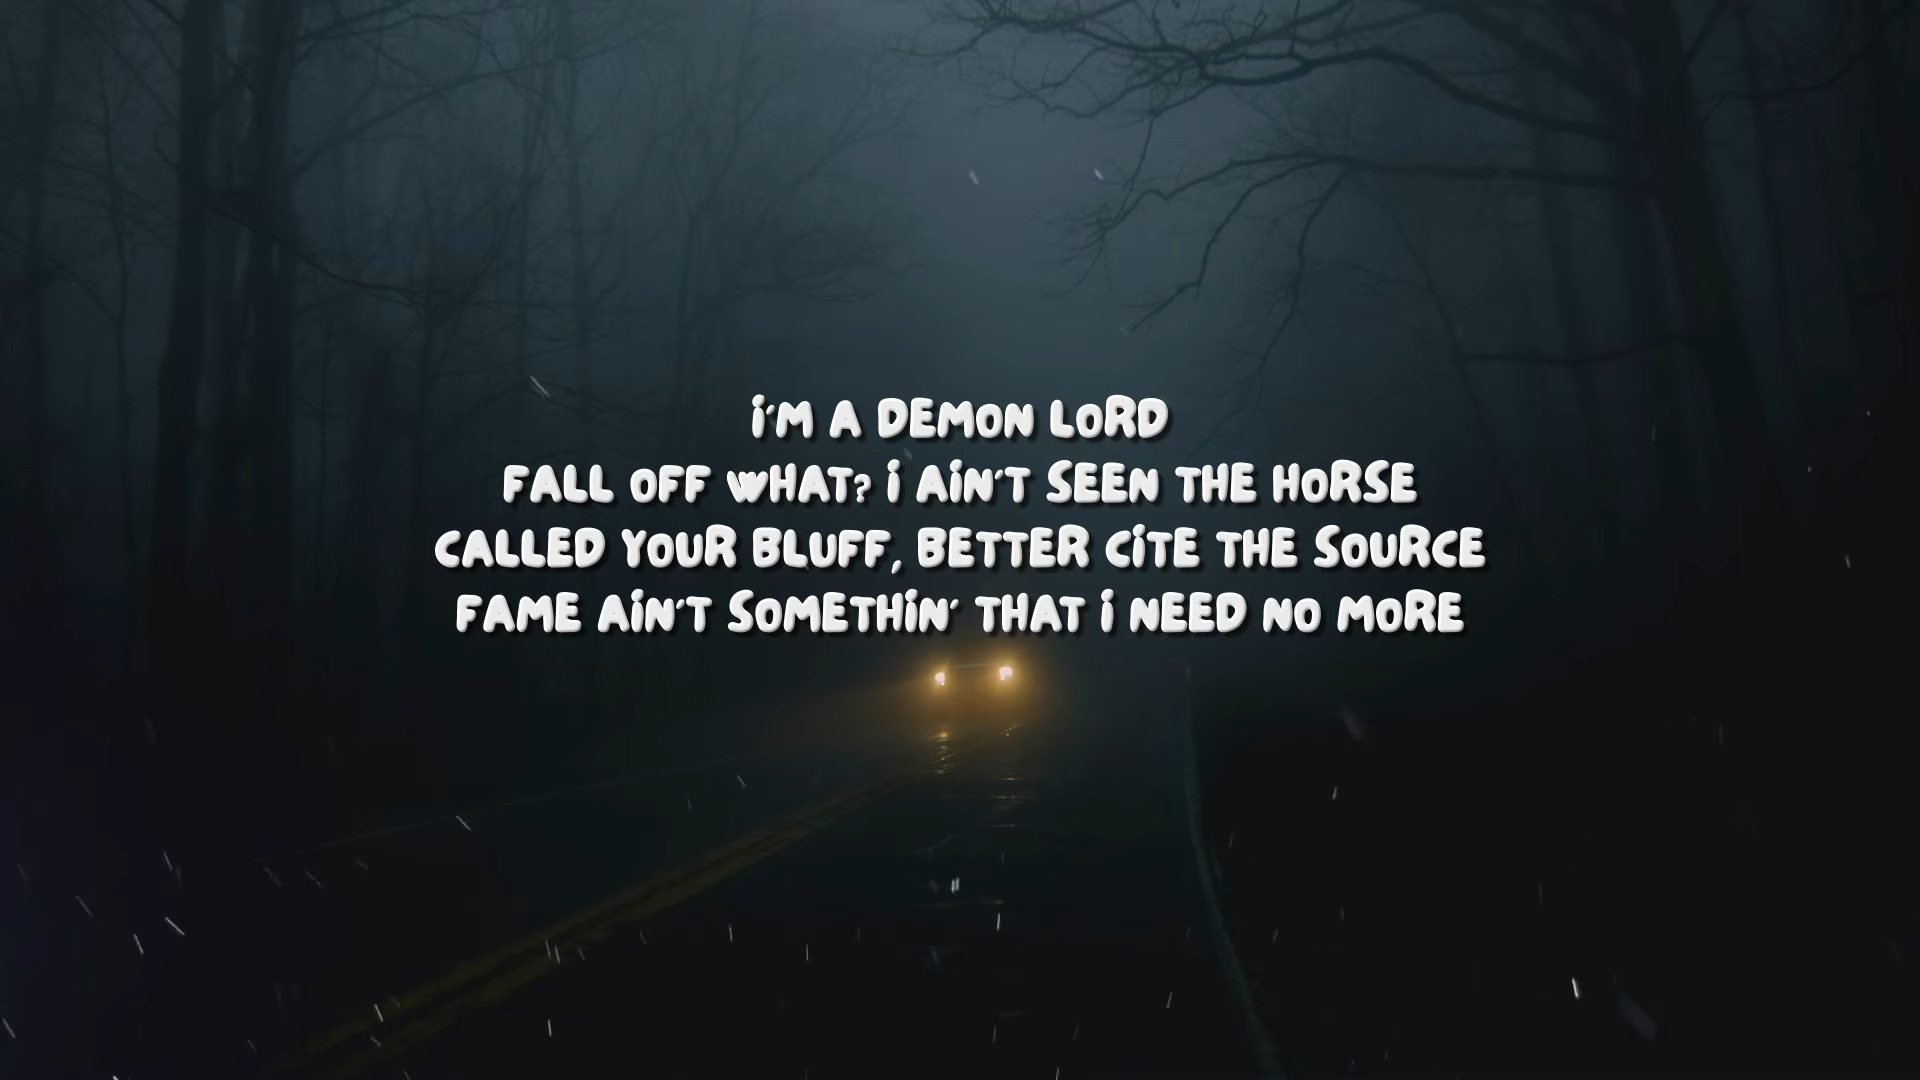 I'M A DEMON LORD
FALL OFF WHAT? I AIN'T SEEN THE HORSE
CALLED YOUR BLUFF, BETTER CITE THE SOURCE
FAME AIN'T SOMETHIN' THAT I NEED NO MORE